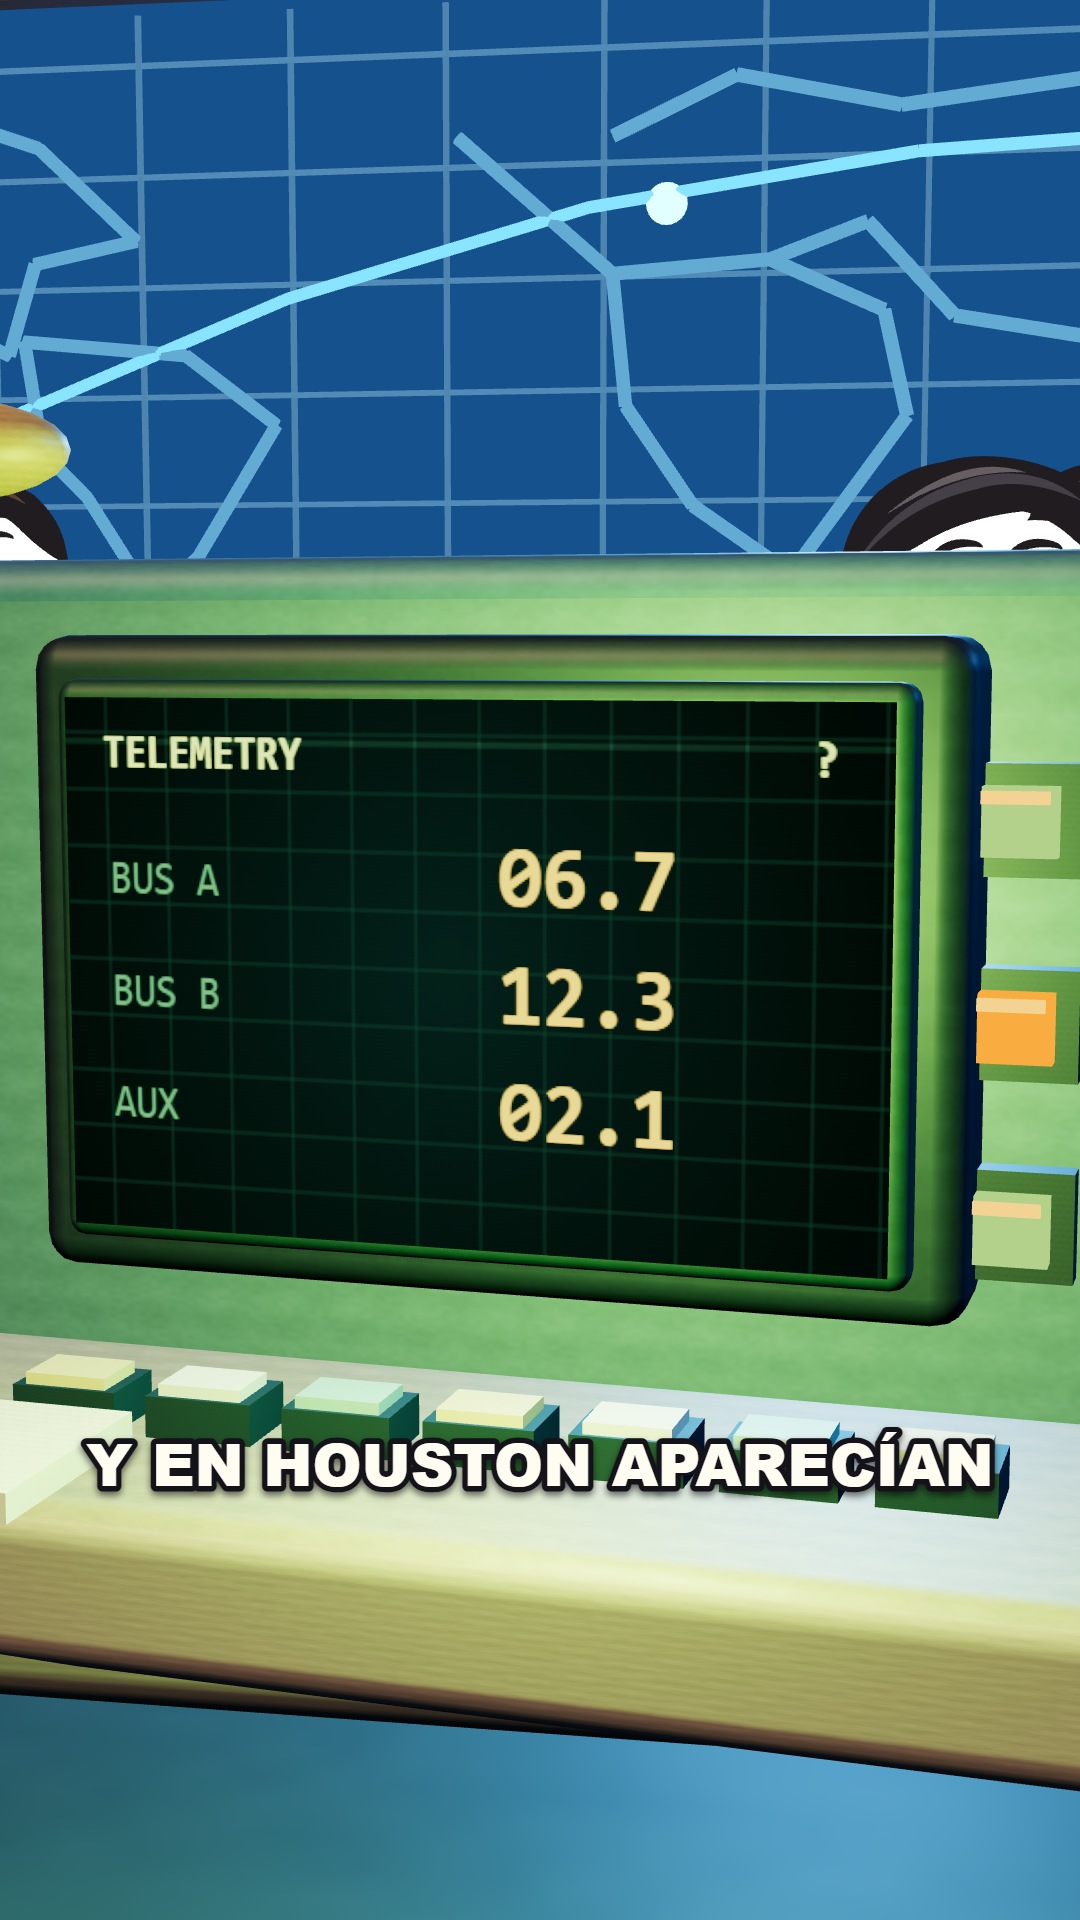 TELEMETRY ?
BUS A 06.7
BUS B 12.3
AUX 02.1
Y EN HOUSTON APARECÍAN